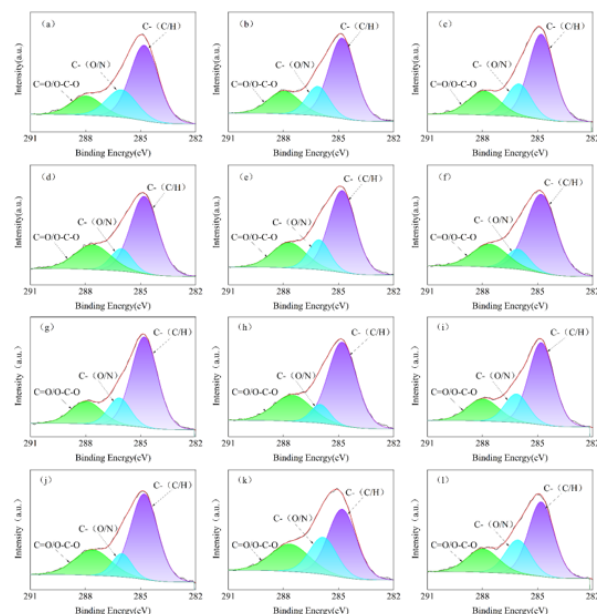 (a)
C-（C/H）
C-（O/N）
C=O/O-C-O
Intensity(a.u.)
291 288 285 282
Binding Energy(eV)
(b)
C-（C/H）
C-（O/N）
C=O/O-C-O
Intensity(a.u.)
291 288 285 282
Binding Energy(eV)
(c)
C-（C/H）
C-（O/N）
C=O/O-C-O
Intensity(a.u.)
291 288 285 282
Binding Energy(eV)
(d)
C-（C/H）
C-（O/N）
C=O/O-C-O
Intensity(a.u.)
291 288 285 282
Binding Energy(eV)
(e)
C-（C/H）
C-（O/N）
C=O/O-C-O
Intensity(a.u.)
291 288 285 282
Binding Energy(eV)
(f)
C-（C/H）
C-（O/N）
C=O/O-C-O
Intensity(a.u.)
291 288 285 282
Binding Energy(eV)
(g)
C-（C/H）
C-（O/N）
C=O/O-C-O
Intensity（a.u.）
291 288 285 282
Binding Energy(eV)
(h)
C-（C/H）
C-（O/N）
C=O/O-C-O
Intensity（a.u.）
291 288 285 282
Binding Energy(eV)
(i)
C-（C/H）
C-（O/N）
C=O/O-C-O
Intensity（a.u.）
291 288 285 282
Binding Energy(eV)
(j)
C-（C/H）
C-（O/N）
C=O/O-C-O
Intensity（a.u.）
291 288 285 282
Binding Energy(eV)
(k)
C-（C/H）
C-（O/N）
C=O/O-C-O
Intensity（a.u.）
291 288 285 282
Binding Energy(eV)
(l)
C-（C/H）
C-（O/N）
C=O/O-C-O
Intensity（a.u.）
291 288 285 282
Binding Energy(eV)